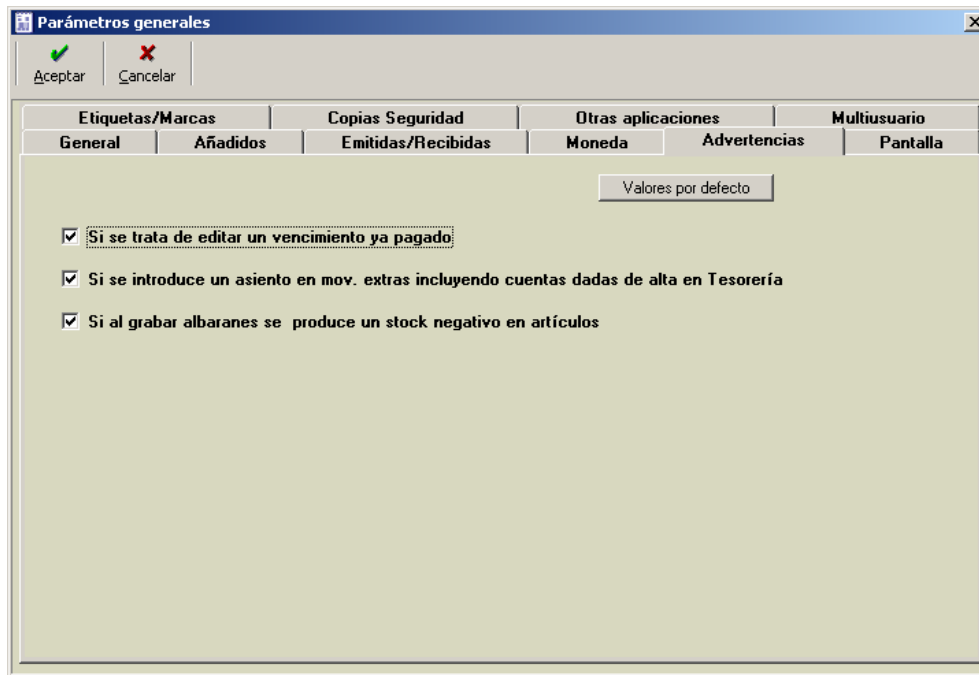 Parámetros generales
Aceptar Cancelar
Etiquetas/Marcas Copias Seguridad Otras aplicaciones Multiusuario
General Añadidos Emitidas/Recibidas Moneda Advertencias Pantalla
Valores por defecto
Si se trata de editar un vencimiento ya pagado
Si se introduce un asiento en mov. extras incluyendo cuentas dadas de alta en Tesorería
Si al grabar albaranes se produce un stock negativo en artículos